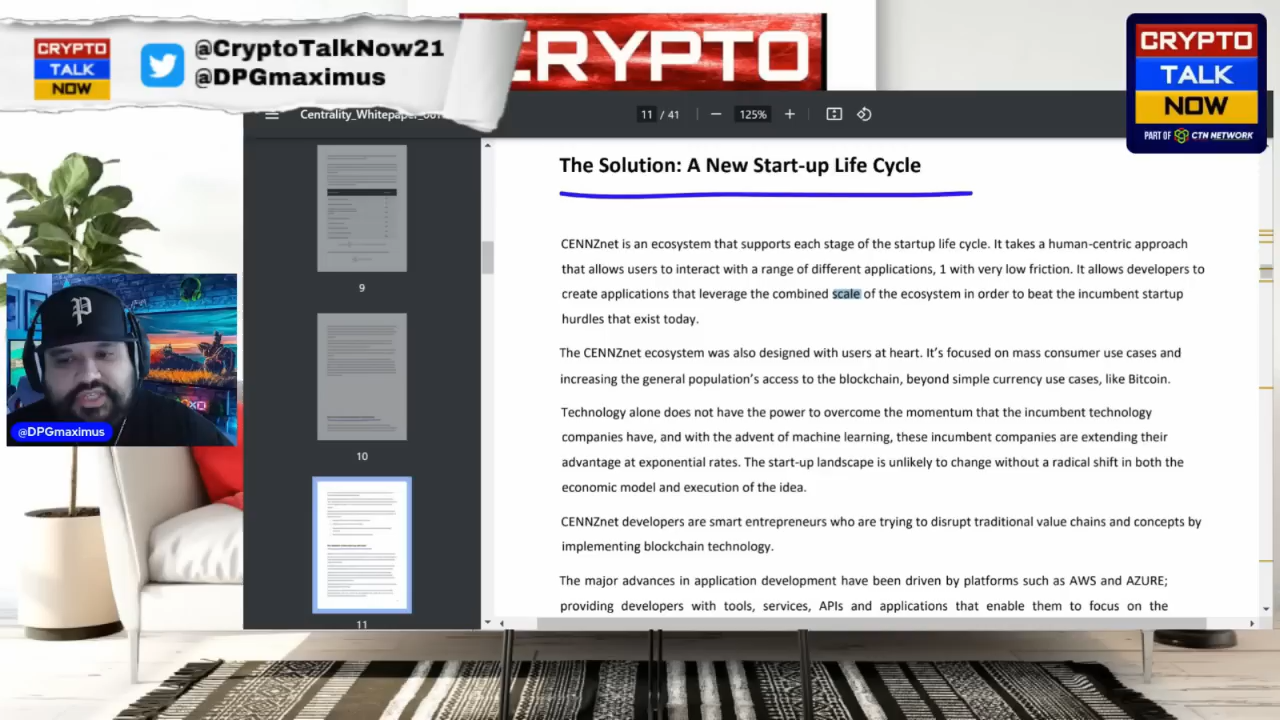 CRYPTO
TALK
NOW
@CryptoTalkNow21
@DPGmaximus
CRYPTO
CRYPTO
TALK
NOW
PART OF CTN NETWORK
11 / 41
125%
9
10
11
The Solution: A New Start-up Life Cycle
CENNZnet is an ecosystem that supports each stage of the startup life cycle. It takes a human-centric approach
that allows users to interact with a range of different applications, 1 with very low friction. It allows developers to
create applications that leverage the combined scale of the ecosystem in order to beat the incumbent startup
hurdles that exist today.
The CENNZnet ecosystem was also designed with users at heart. It’s focused on mass consumer use cases and
increasing the general population’s access to the blockchain, beyond simple currency use cases, like Bitcoin.
Technology alone does not have the power to overcome the momentum that the incumbent technology
companies have, and with the advent of machine learning, these incumbent companies are extending their
advantage at exponential rates. The start-up landscape is unlikely to change without a radical shift in both the
economic model and execution of the idea.
CENNZnet developers are smart entrepreneurs who are trying to disrupt traditional value chains and concepts by
implementing blockchain technology.
The major advances in application development have been driven by platforms such as AWS and AZURE;
providing developers with tools, services, APIs and applications that enable them to focus on the
P
@DPGmaximus